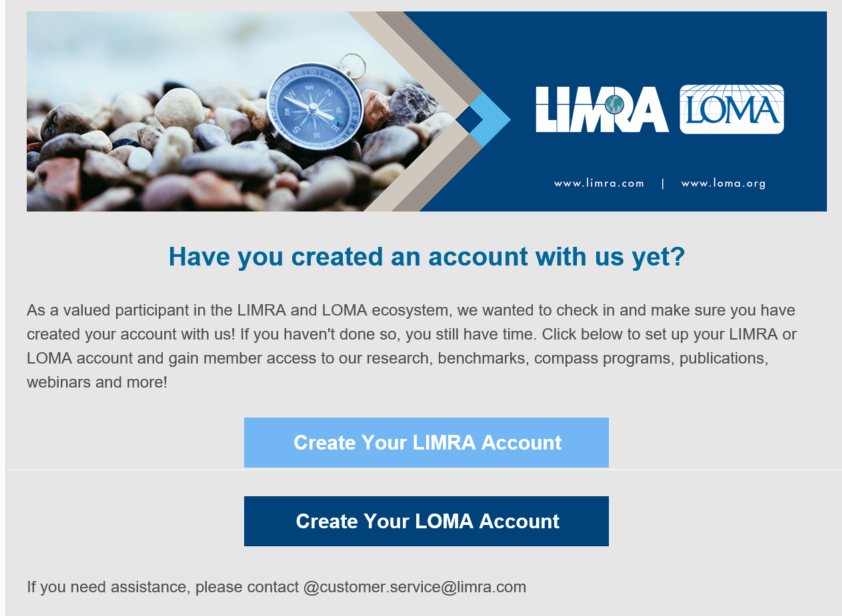 LIMRA LOMA
www.limra.com | www.loma.org
Have you created an account with us yet?
As a valued participant in the LIMRA and LOMA ecosystem, we wanted to check in and make sure you have
created your account with us! If you haven't done so, you still have time. Click below to set up your LIMRA or
LOMA account and gain member access to our research, benchmarks, compass programs, publications,
webinars and more!
Create Your LIMRA Account
Create Your LOMA Account
If you need assistance, please contact @customer.service@limra.com